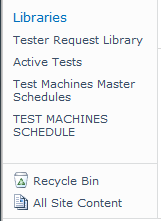 Libraries
Tester Request Library
Active Tests
Test Machines Master
Schedules
TEST MACHINES
SCHEDULE
Recycle Bin
All Site Content